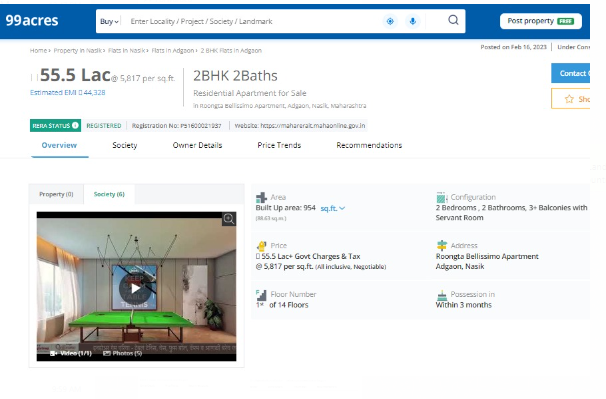 99acres
Buy Enter Locality / Project / Society / Landmark
Post property FREE
Home› Property in Nasik› Flats in Nasik› Flats in Adgaon› 2 BHK Flats in Adgaon
Posted on Feb 16, 2023 | Under Cons
55.5 Lac @ 5,817 per sq.ft.
Estimated EMI 44,328
2BHK 2Baths
Residential Apartment for Sale
in Roongta Bellissimo Apartment, Adgaon, Nasik, Maharashtra
Contact
RERA STATUS REGISTERED Registration No: P51600021937 Website: https://maharerait.mahaonline.gov.in
Overview Society Owner Details Price Trends Recommendations
Property (0) Society (6)
KEEP
TABLE
TENNIS
Video (1/1) Photos (5)
Area
Built Up area: 954 sq.ft.
(88.63 sq.m.)
Configuration
2 Bedrooms , 2 Bathrooms, 3+ Balconies with
Servant Room
Price
55.5 Lac+ Govt Charges & Tax
@ 5,817 per sq.ft. (All inclusive, Negotiable)
Address
Roongta Bellissimo Apartment
Adgaon, Nasik
Floor Number
1st of 14 Floors
Possession in
Within 3 months